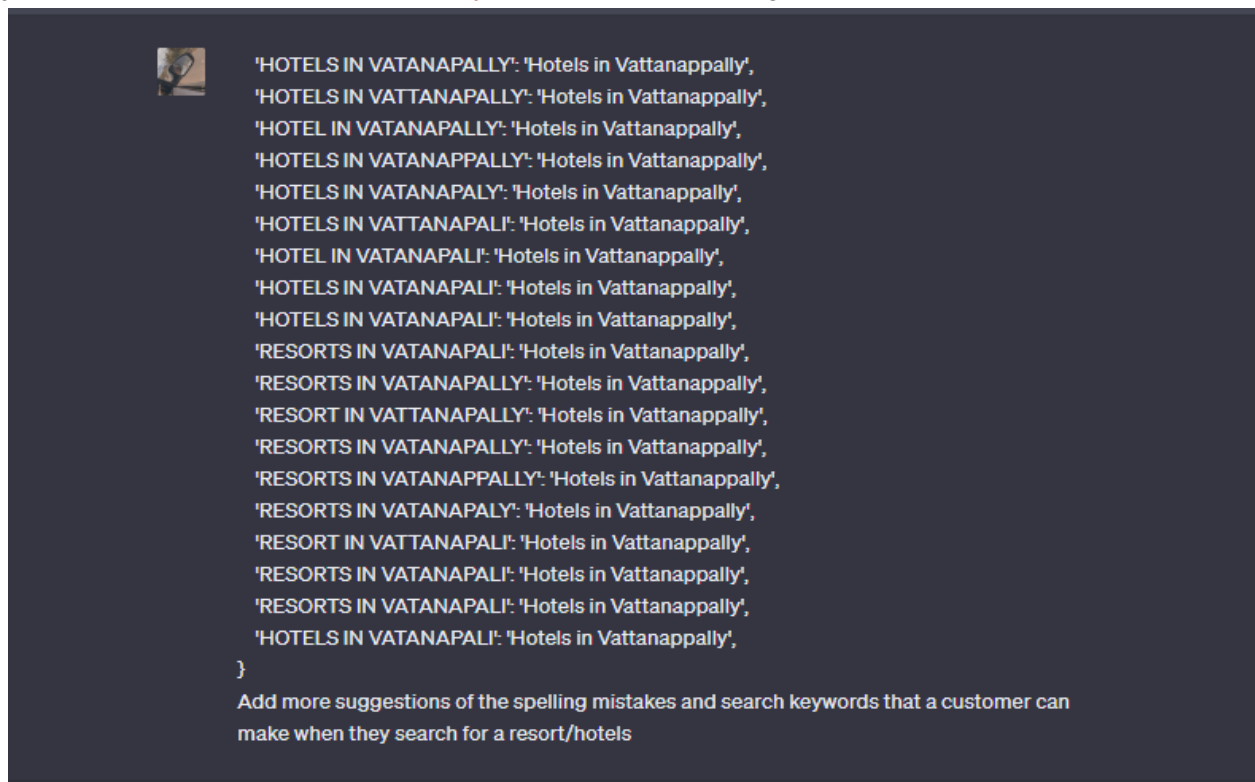 'HOTELS IN VATANAPALLY': 'Hotels in Vattanappally',
'HOTELS IN VATTANAPALLY': 'Hotels in Vattanappally',
'HOTEL IN VATANAPALLY': 'Hotels in Vattanappally',
'HOTELS IN VATANAPPALLY': 'Hotels in Vattanappally',
'HOTELS IN VATANAPALY': 'Hotels in Vattanappally',
'HOTELS IN VATTANAPALI': 'Hotels in Vattanappally',
'HOTEL IN VATANAPALI': 'Hotels in Vattanappally',
'HOTELS IN VATANAPALI': 'Hotels in Vattanappally',
'HOTELS IN VATANAPALI': 'Hotels in Vattanappally',
'RESORTS IN VATANAPALI': 'Hotels in Vattanappally',
'RESORTS IN VATANAPALLY': 'Hotels in Vattanappally',
'RESORT IN VATTANAPALLY': 'Hotels in Vattanappally',
'RESORTS IN VATANAPALLY': 'Hotels in Vattanappally',
'RESORTS IN VATANAPPALLY': 'Hotels in Vattanappally',
'RESORTS IN VATANAPALY': 'Hotels in Vattanappally',
'RESORT IN VATTANAPALI': 'Hotels in Vattanappally',
'RESORTS IN VATANAPALI': 'Hotels in Vattanappally',
'RESORTS IN VATANAPALI': 'Hotels in Vattanappally',
'HOTELS IN VATANAPALI': 'Hotels in Vattanappally',
}
Add more suggestions of the spelling mistakes and search keywords that a customer can
make when they search for a resort/hotels